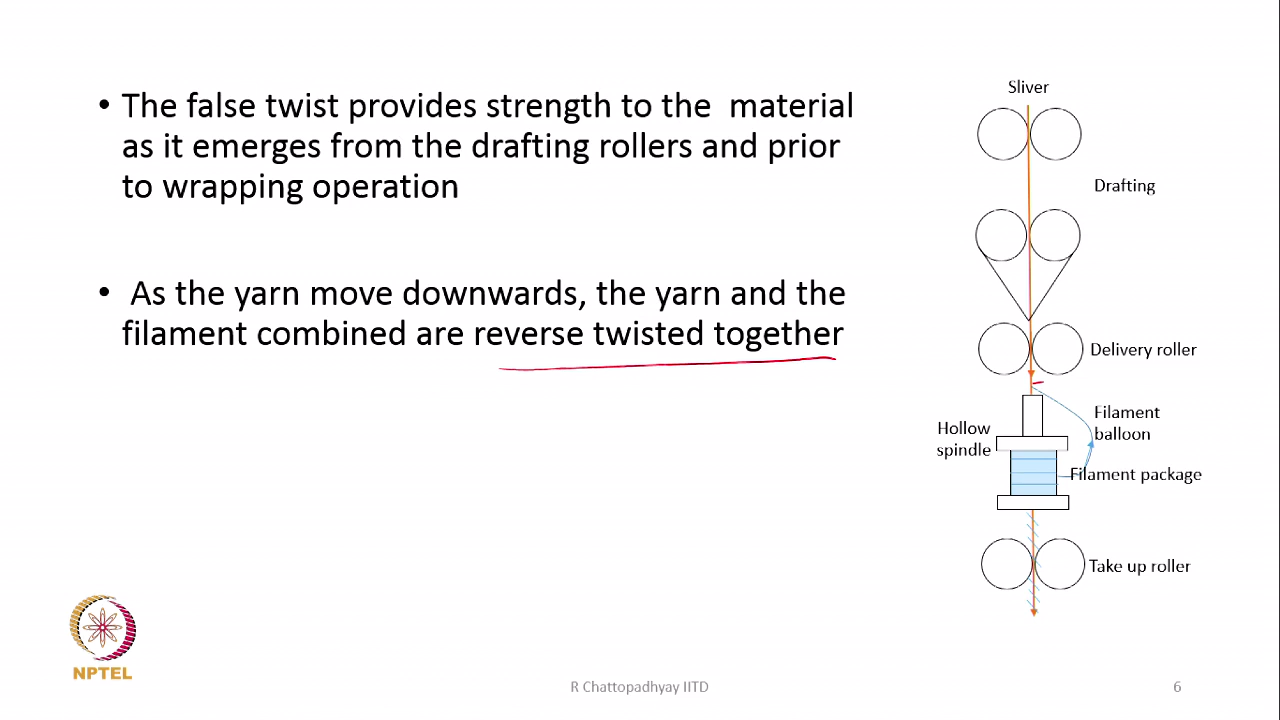 • The false twist provides strength to the material
as it emerges from the drafting rollers and prior
to wrapping operation
• As the yarn move downwards, the yarn and the
filament combined are reverse twisted together
Sliver
Drafting
Delivery roller
Filament
balloon
Hollow
spindle
Filament package
Take up roller
NPTEL
R Chattopadhyay IITD
6